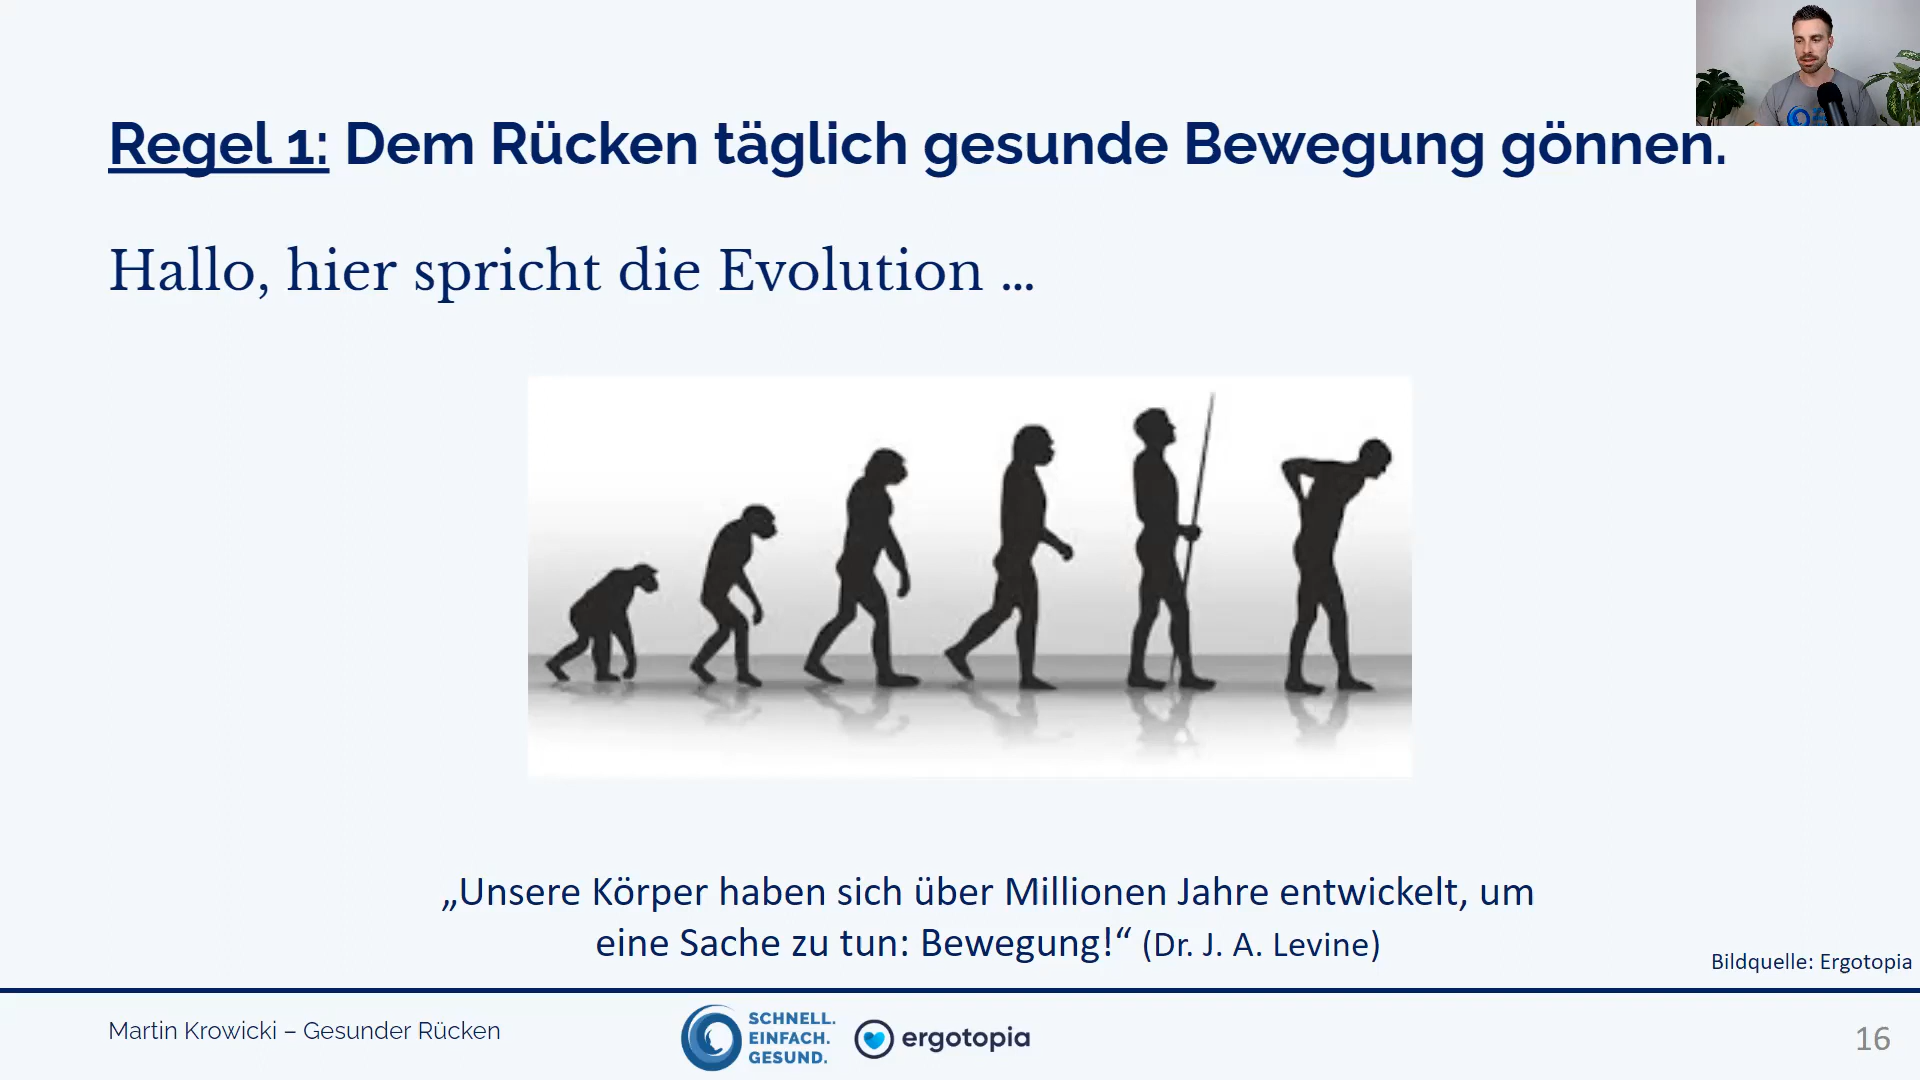 Regel 1: Dem Rücken täglich gesunde Bewegung gönnen.
Hallo, hier spricht die Evolution ...
„Unsere Körper haben sich über Millionen Jahre entwickelt, um
eine Sache zu tun: Bewegung!“ (Dr. J. A. Levine)
Bildquelle: Ergotopia
Martin Krowicki – Gesunder Rücken
SCHNELL.
EINFACH.
GESUND.
ergotopia
16